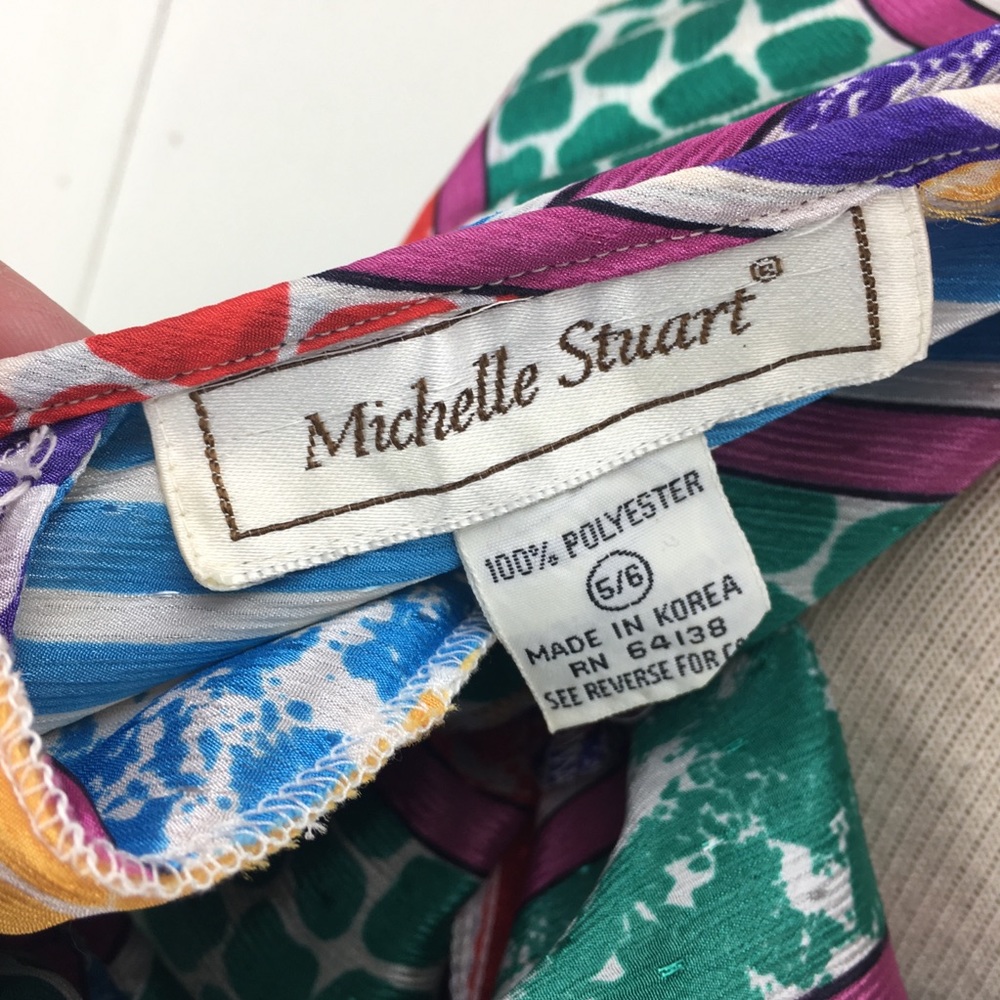 Michelle Stuart®
100% POLYESTER
5/6
MADE IN KOREA
RN 64138
SEE REVERSE FOR